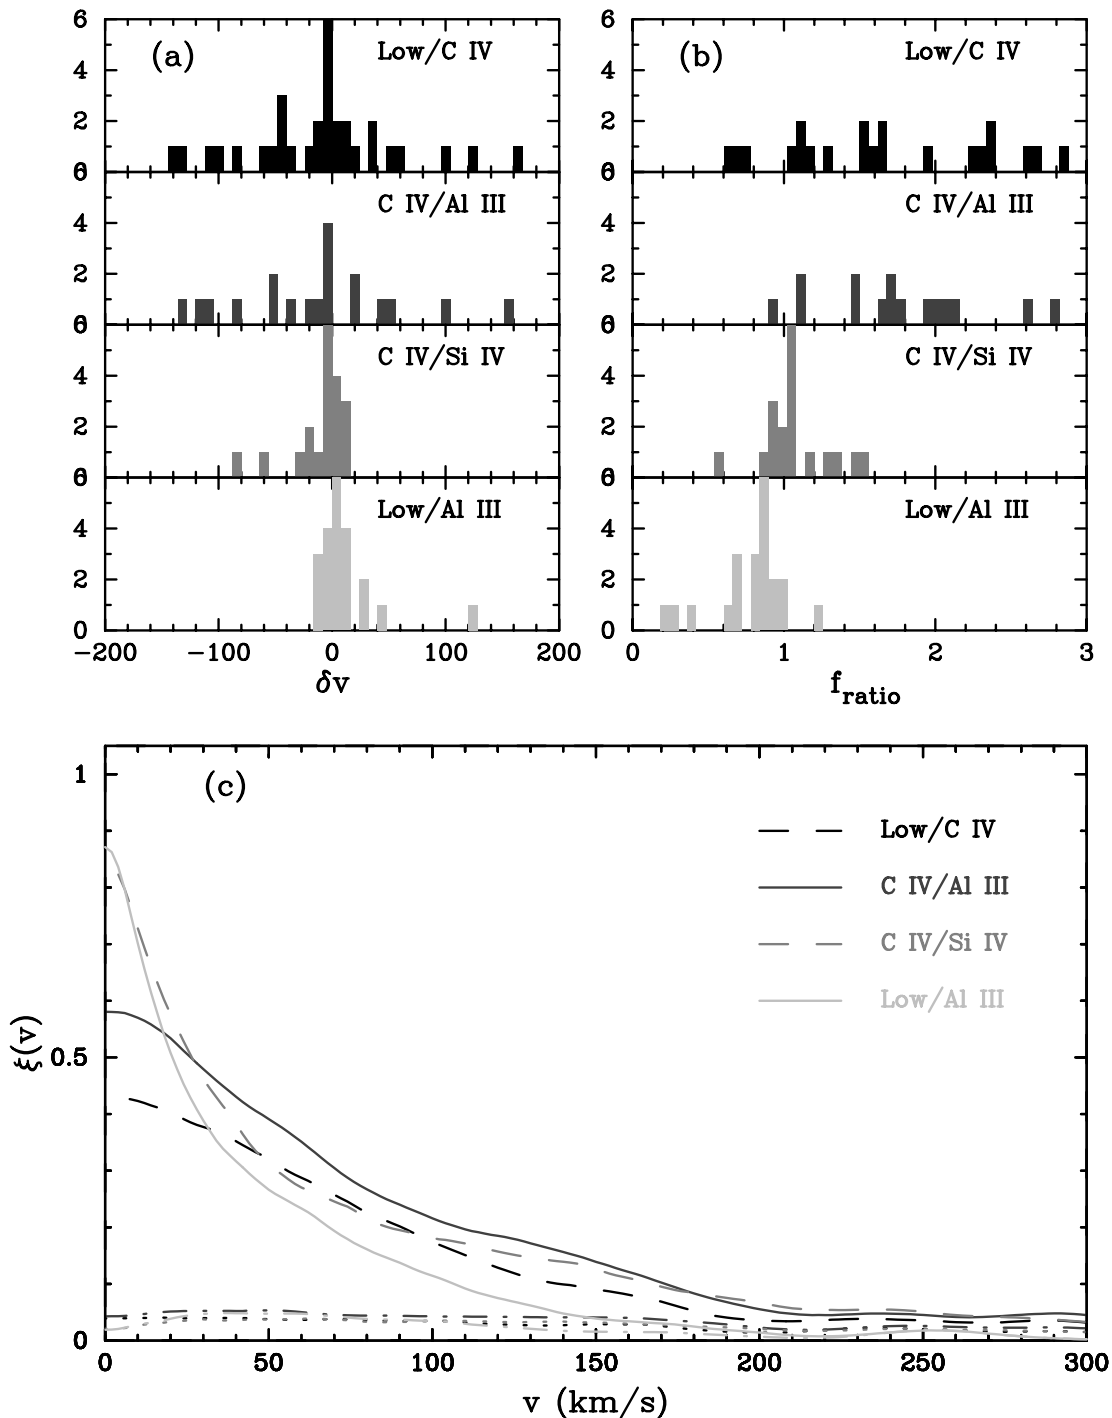 (a)
Low/C IV
6
4
2
C IV/Al III
6
4
2
C IV/Si IV
6
4
2
Low/Al III
6
4
2
0
−200 −100 0 100 200
δv
(b)
Low/C IV
6
4
2
C IV/Al III
6
4
2
C IV/Si IV
6
4
2
Low/Al III
6
4
2
0
0 1 2 3
f_ratio
(c)
Low/C IV
C IV/Al III
C IV/Si IV
Low/Al III
1
0.5
0
ξ(v)
0 50 100 150 200 250 300
v (km/s)